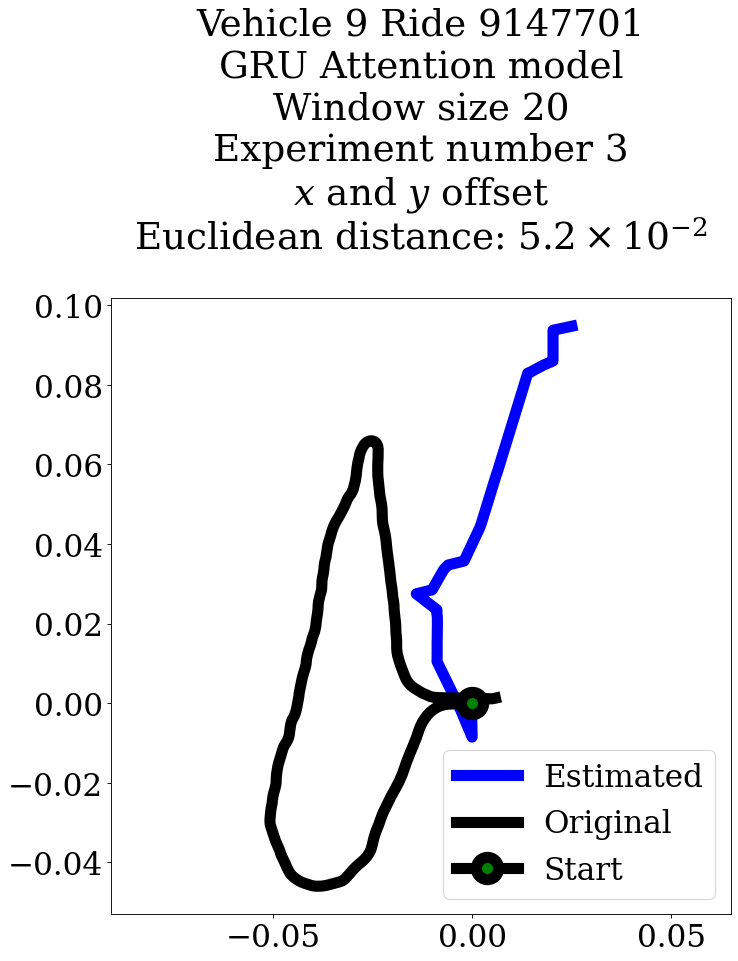 Vehicle 9 Ride 9147701
GRU Attention model
Window size 20
Experiment number 3
x and y offset
Euclidean distance: 5.2 × 10⁻²
0.10
0.08
0.06
0.04
0.02
0.00
−0.02
−0.04
Estimated
Original
Start
−0.05
0.00
0.05